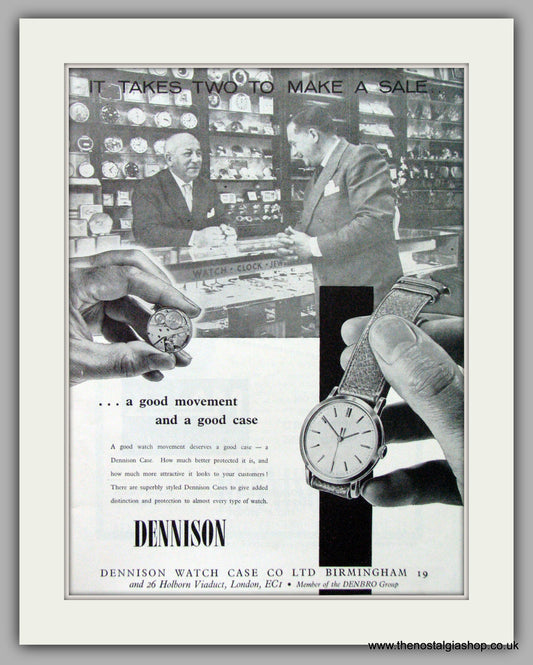 IT TAKES TWO TO MAKE A SALE
WATCH · CLOCK · JEW
. . . a good movement
and a good case
A good watch movement deserves a good case — a
Dennison Case. How much better protected it is, and
how much more attractive it looks to your customers!
There are superbly styled Dennison Cases to give added
distinction and protection to almost every type of watch.
DENNISON
DENNISON WATCH CASE CO LTD BIRMINGHAM 19
and 26 Holborn Viaduct, London, EC1 • Member of the DENBRO Group
www.thenostalgiashop.co.uk